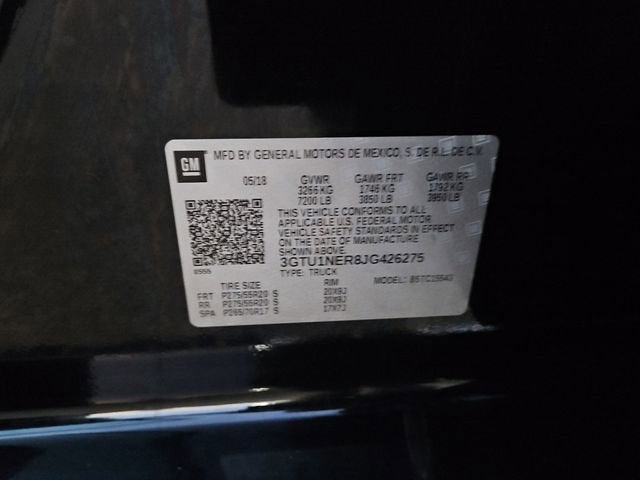 GM
MFD BY GENERAL MOTORS DE MEXICO, S. DE R.L. DE C.V.
05/18 GVWR GAWR FRT GAWR RR
3266 KG 1746 KG 1792 KG
7200 LB 3850 LB 3950 LB
THIS VEHICLE CONFORMS TO ALL
APPLICABLE U.S. FEDERAL MOTOR
VEHICLE SAFETY STANDARDS IN EFFECT
ON THE DATE OF MANUFACTURE
SHOWN ABOVE.
3GTU1NER8JG426275
TYPE: TRUCK MODEL:
TIRE SIZE RIM
FRT P275/55R20 S 20X9J
RR P275/55R20 S 20X9J
SPA P265/70R17 S 17X7J